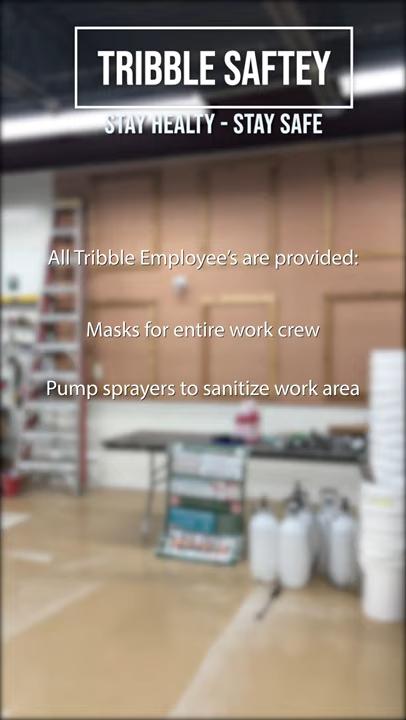 TRIBBLE SAFTEY
STAY HEALTY - STAY SAFE
All Tribble Employee's are provided:
Masks for entire work crew
Pump sprayers to sanitize work area